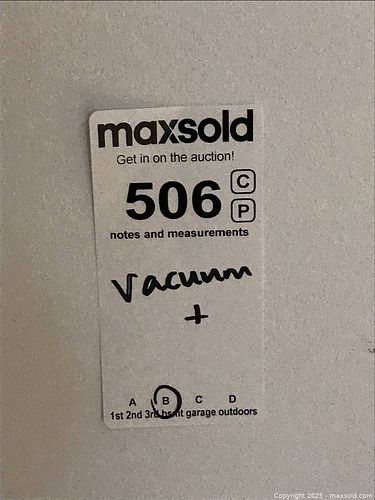 maxsold
Get in on the auction!
506 C
P
notes and measurements
vacuum
+
A B C D
1st 2nd 3rd bsmt garage outdoors
Copyright 2025 - maxsold.com